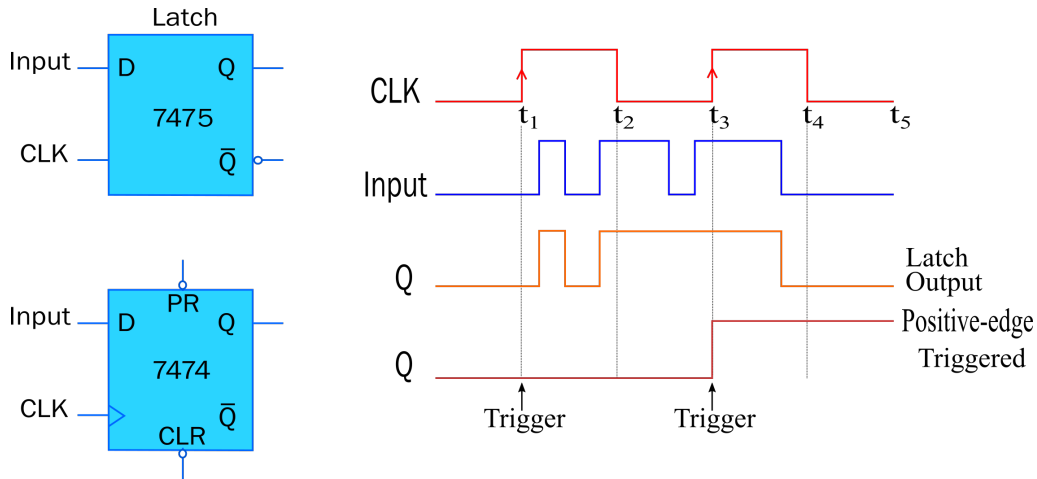 Latch
Input
D
Q
7475
CLK
Q̅
PR
Input
D
Q
7474
CLK
Q̅
CLR
CLK
t₁
t₂
t₃
t₄
t₅
Input
Q
Latch
Output
Q
Positive-edge
Triggered
Trigger
Trigger